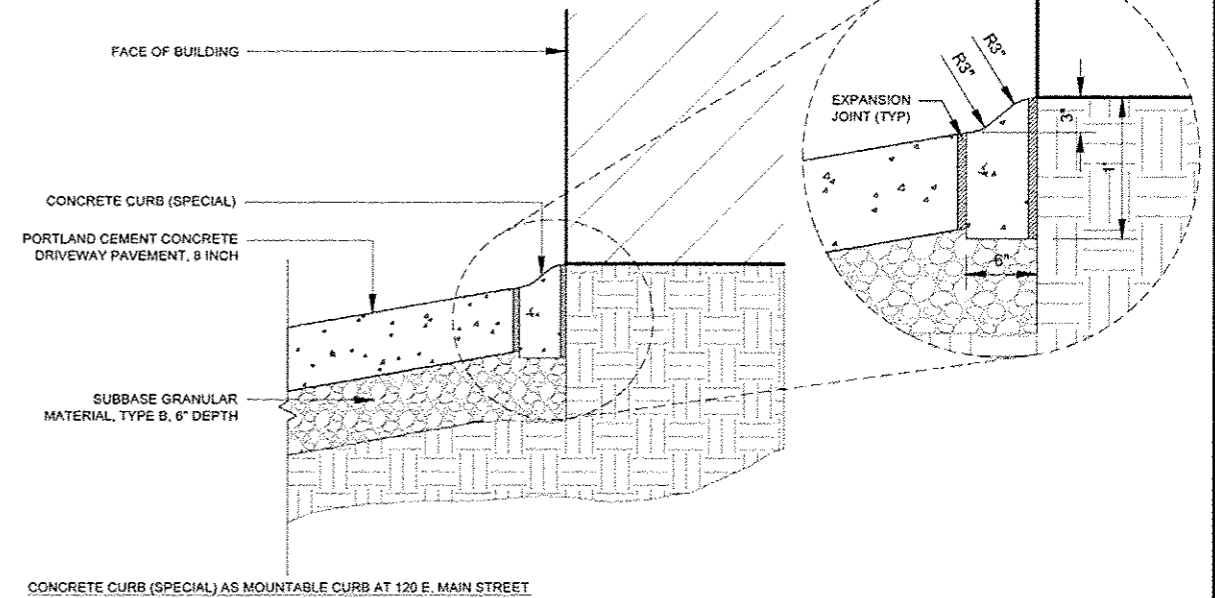 FACE OF BUILDING
R3"
R3"
EXPANSION
JOINT (TYP)
3"
1"
6"
CONCRETE CURB (SPECIAL)
PORTLAND CEMENT CONCRETE
DRIVEWAY PAVEMENT, 8 INCH
SUBBASE GRANULAR
MATERIAL, TYPE B, 6" DEPTH
CONCRETE CURB (SPECIAL) AS MOUNTABLE CURB AT 120 E. MAIN STREET